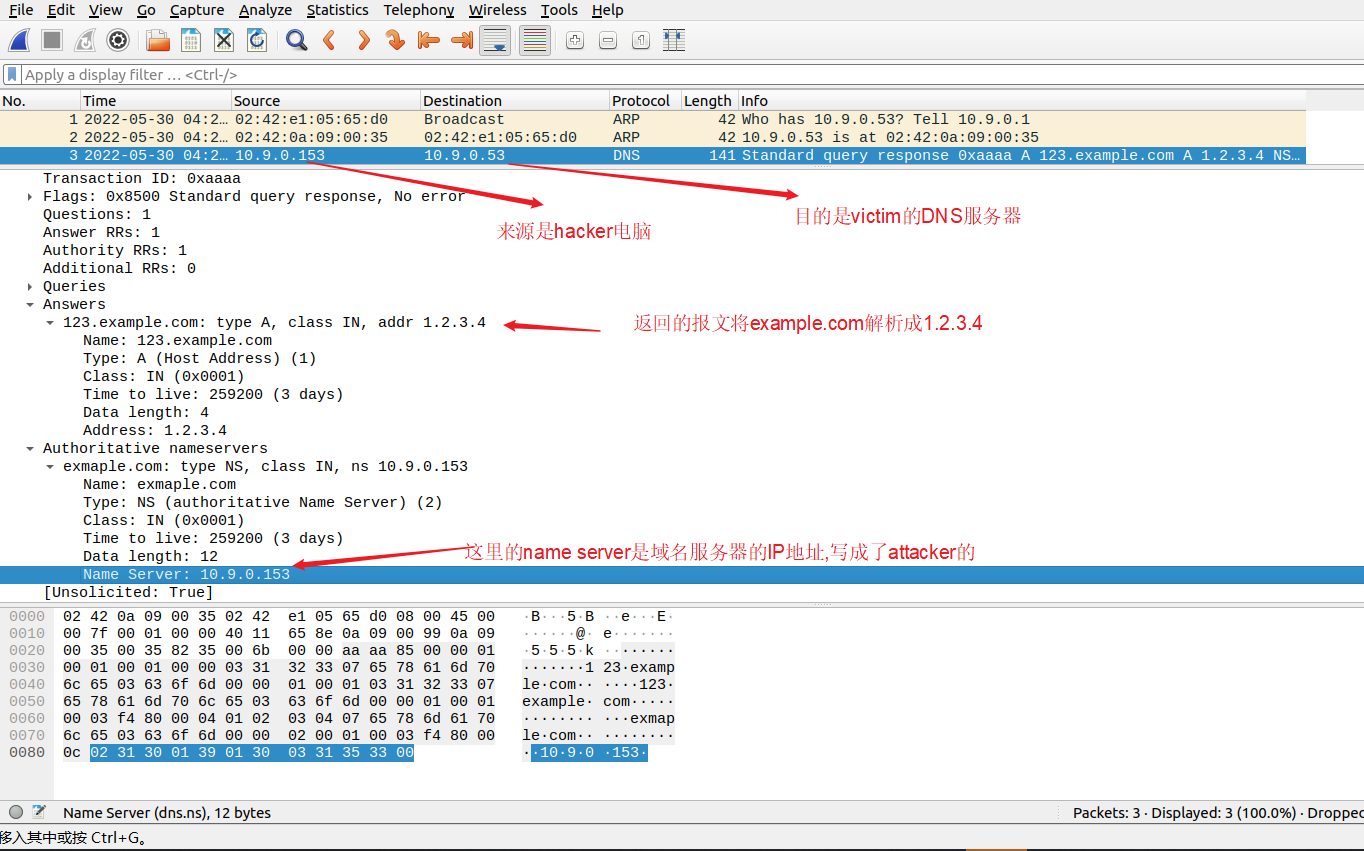 File Edit View Go Capture Analyze Statistics Telephony Wireless Tools Help
Apply a display filter … <Ctrl-/>
No. Time Source Destination Protocol Length Info
1 2022-05-30 04:2… 02:42:e1:05:65:d0 Broadcast ARP 42 Who has 10.9.0.53? Tell 10.9.0.1
2 2022-05-30 04:2… 02:42:0a:09:00:35 02:42:e1:05:65:d0 ARP 42 10.9.0.53 is at 02:42:0a:09:00:35
3 2022-05-30 04:2… 10.9.0.153 10.9.0.53 DNS 141 Standard query response 0xaaaa A 123.example.com A 1.2.3.4 NS…
Transaction ID: 0xaaaa
Flags: 0x8500 Standard query response, No error
Questions: 1
目的是victim的DNS服务器
Answer RRs: 1
来源是hacker电脑
Authority RRs: 1
Additional RRs: 0
Queries
Answers
123.example.com: type A, class IN, addr 1.2.3.4
返回的报文将example.com解析成1.2.3.4
Name: 123.example.com
Type: A (Host Address) (1)
Class: IN (0x0001)
Time to live: 259200 (3 days)
Data length: 4
Address: 1.2.3.4
Authoritative nameservers
exmaple.com: type NS, class IN, ns 10.9.0.153
Name: exmaple.com
Type: NS (authoritative Name Server) (2)
Class: IN (0x0001)
Time to live: 259200 (3 days)
Data length: 12
这里的name server是域名服务器的IP地址,写成了attacker的
Name Server: 10.9.0.153
[Unsolicited: True]
0000 02 42 0a 09 00 35 02 42 e1 05 65 d0 08 00 45 00 ·B···5·B ··e···E·
0010 00 7f 00 01 00 00 40 11 65 8e 0a 09 00 99 0a 09 ······@· e·······
0020 00 35 00 35 82 35 00 6b 00 00 aa aa 85 00 00 01 ·5·5·5·k ········
0030 00 01 00 01 00 00 03 31 32 33 07 65 78 61 6d 70 ·······1 23·examp
0040 6c 65 03 63 6f 6d 00 00 01 00 01 03 31 32 33 07 le·com·· ····123·
0050 65 78 61 6d 70 6c 65 03 63 6f 6d 00 00 01 00 01 example· com·····
0060 00 03 f4 80 00 04 01 02 03 04 07 65 78 6d 61 70 ········ ···exmap
0070 6c 65 03 63 6f 6d 00 00 02 00 01 00 03 f4 80 00 le·com·· ········
0080 0c 02 31 30 01 39 01 30 03 31 35 33 00 ··10·9·0 ·153·
Name Server (dns.ns), 12 bytes Packets: 3 · Displayed: 3 (100.0%) · Dropped
移入其中或按 Ctrl+G。